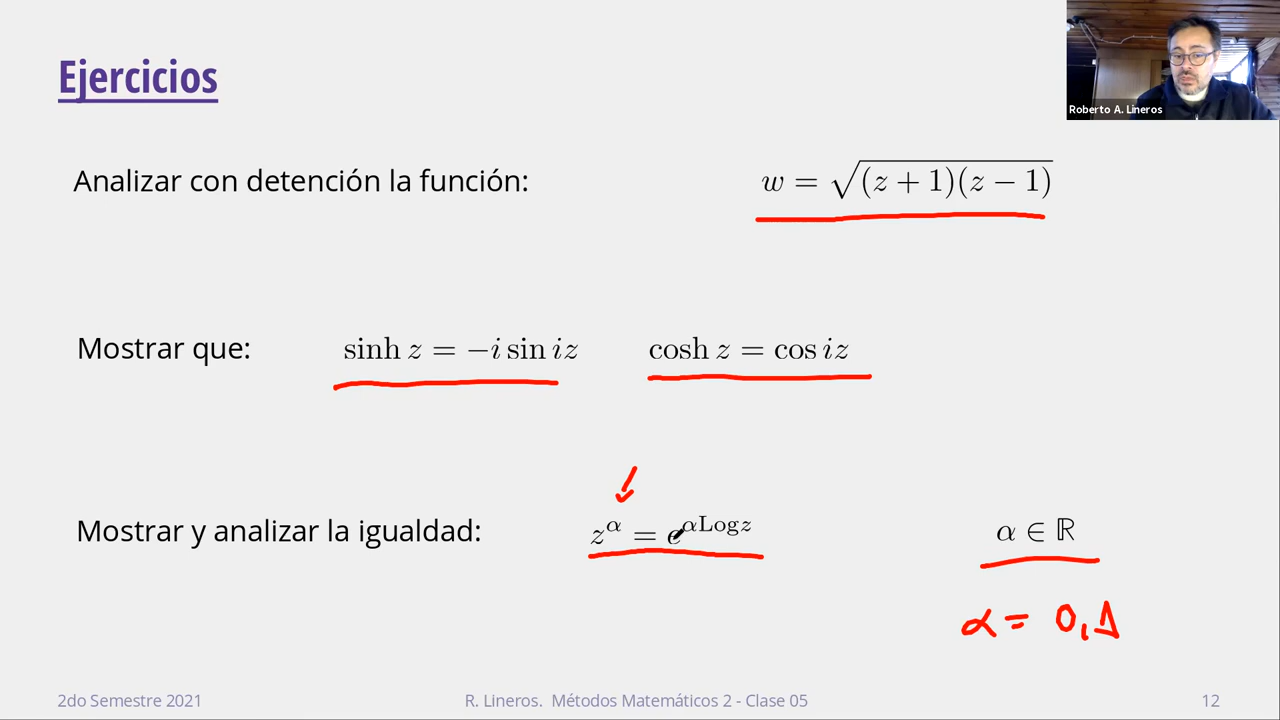 Ejercicios
Roberto A. Lineros
Analizar con detención la función: w = √(z + 1)(z − 1)
Mostrar que: sinh z = −i sin iz cosh z = cos iz
Mostrar y analizar la igualdad: z^α = e^{αLogz} α ∈ ℝ
α = 0,1
2do Semestre 2021 R. Lineros. Métodos Matemáticos 2 - Clase 05 12